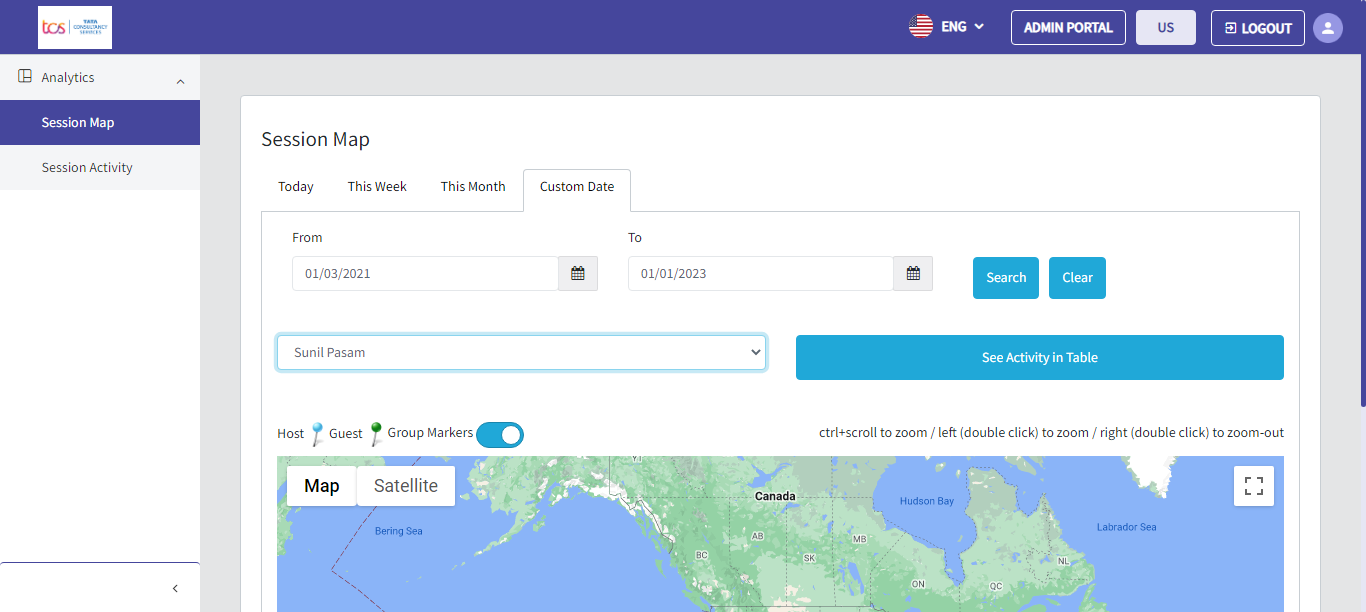 tcs TATA CONSULTANCY SERVICES
ENG
ADMIN PORTAL
US
LOGOUT
Analytics
Session Map
Session Activity
Session Map
Today This Week This Month Custom Date
From To
01/03/2021 01/01/2023 Search Clear
Sunil Pasam See Activity in Table
Host Guest Group Markers ctrl+scroll to zoom / left (double click) to zoom / right (double click) to zoom-out
YT
Map Satellite
Canada
Hudson Bay
Bering Sea
Labrador Sea
AB
MB
BC
SK
NL
ON
QC